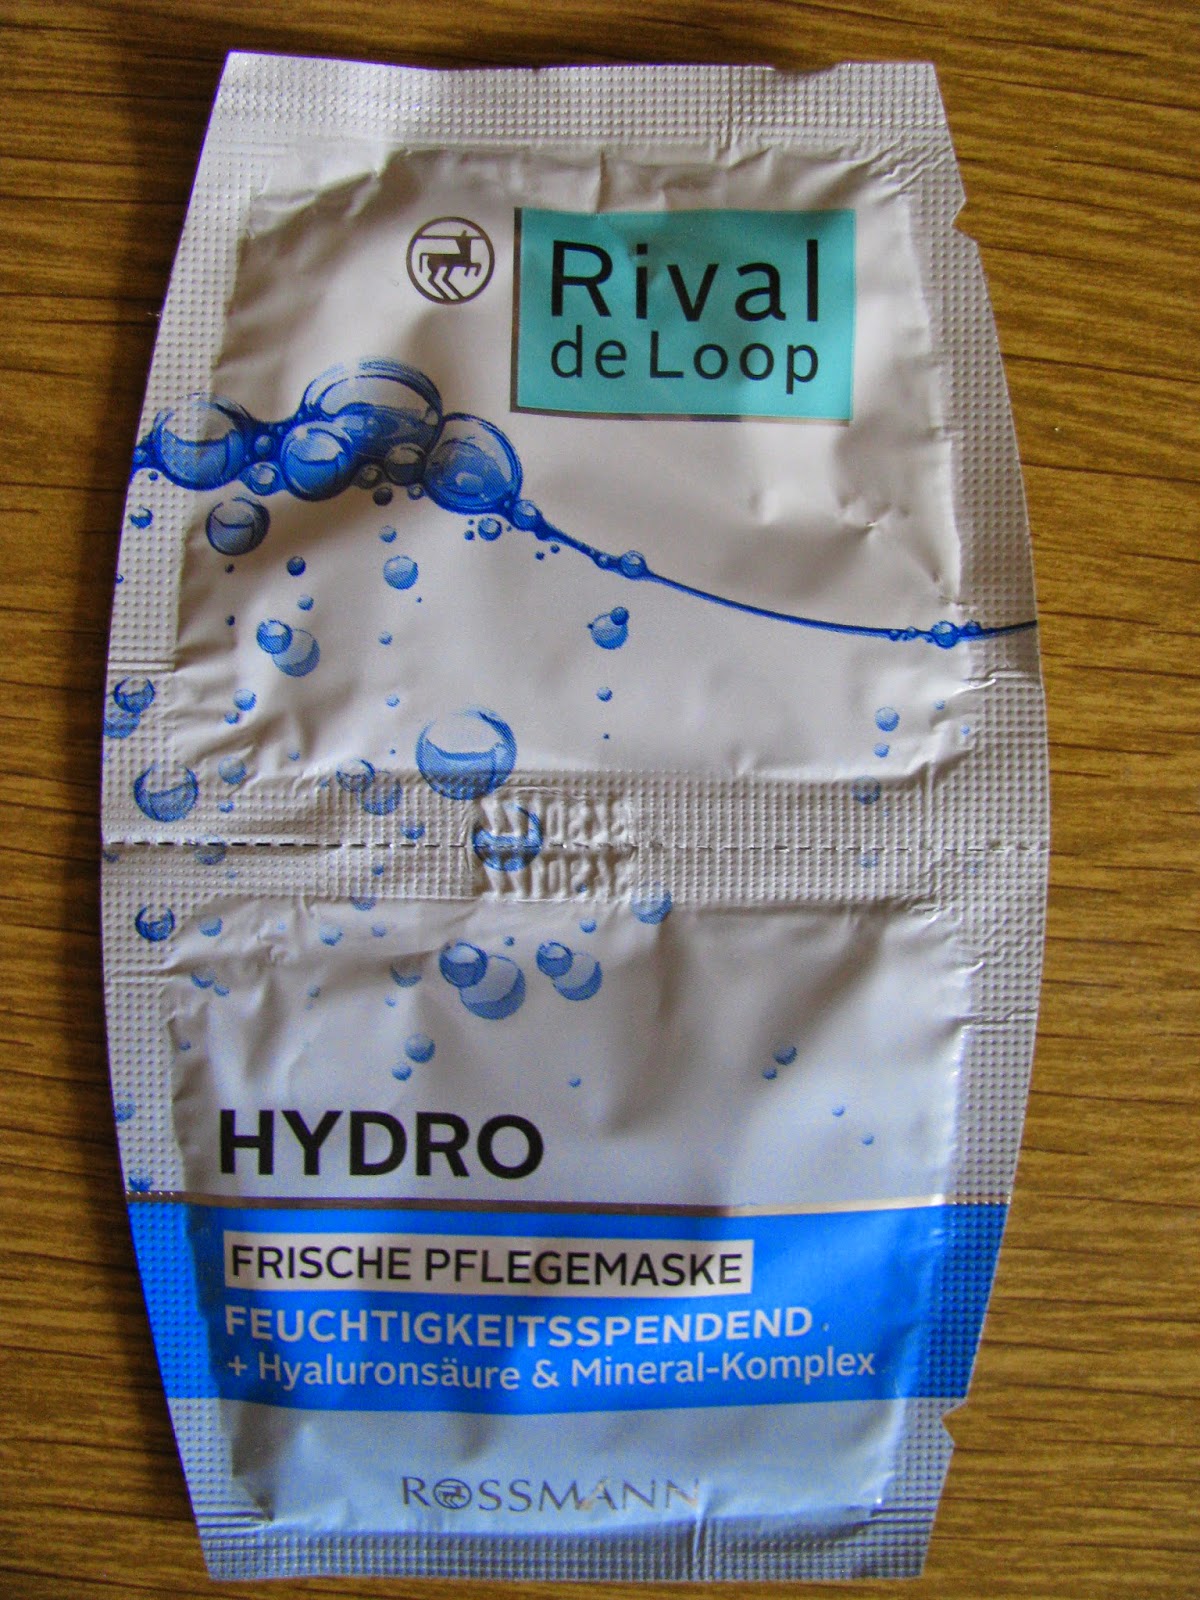 Rival
de Loop
HYDRO
FRISCHE PFLEGEMASKE
FEUCHTIGKEITSSPENDEND
+ Hyaluronsäure & Mineral-Komplex
ROSSMANN